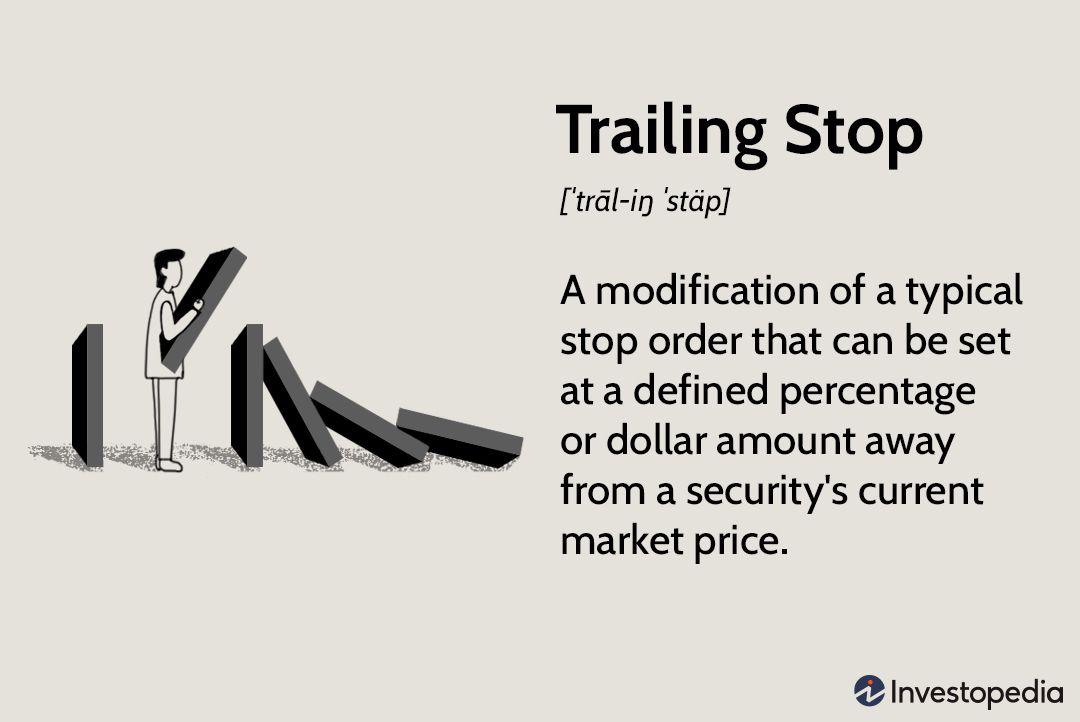 Trailing Stop
[ˈtrāl-iŋ ˈstäp]
A modification of a typical
stop order that can be set
at a defined percentage
or dollar amount away
from a security's current
market price.
Investopedia